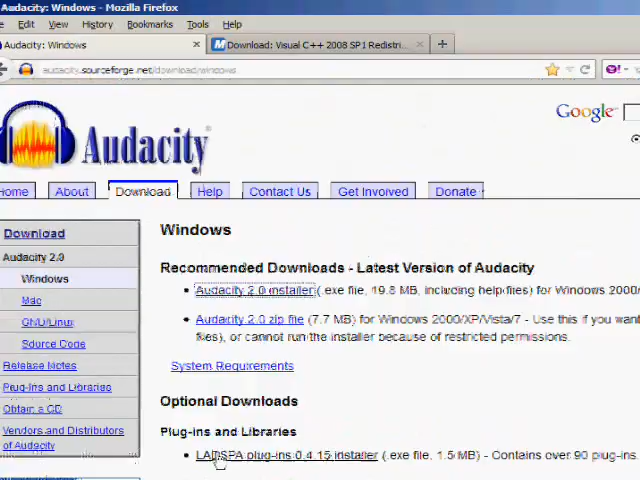 Audacity: Windows - Mozilla Firefox
Edit View History Bookmarks Tools Help
Audacity: Windows × Download: Visual C++ 2008 SP1 Redistri... × +
audacity.sourceforge.net/download/windows
Google
Audacity®
Home About Download Help Contact Us Get Involved Donate
Download
Audacity 2.0
Windows
Mac
GNU/Linux
Source Code
Release Notes
Plug-Ins and Libraries
Obtain a CD
Vendors and Distributors
of Audacity
Windows
Recommended Downloads - Latest Version of Audacity
• Audacity 2.0 installer (.exe file, 19.8 MB, including help files) for Windows 2000/
• Audacity 2.0 zip file (7.7 MB) for Windows 2000/XP/Vista/7 - Use this if you want
files), or cannot run the installer because of restricted permissions.
System Requirements
Optional Downloads
Plug-ins and Libraries
• LADSPA plug-ins 0.4.15 installer (.exe file, 1.5 MB) - Contains over 90 plug-ins.